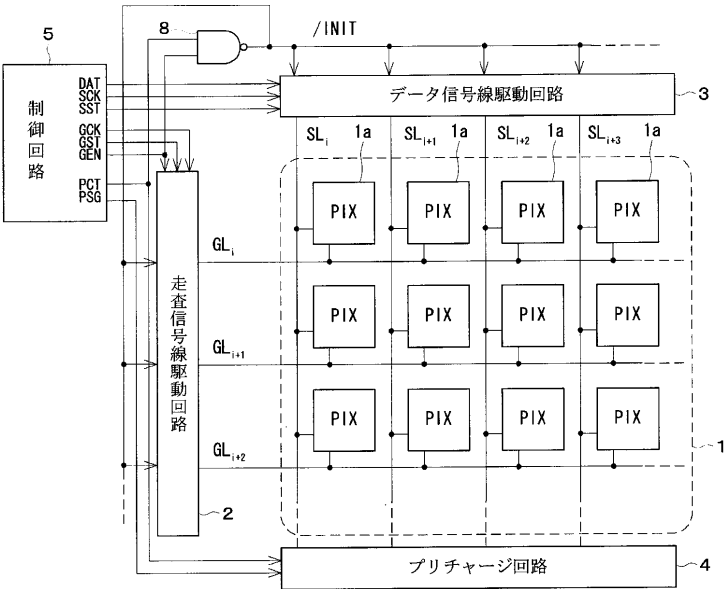 5
8
/INIT
制御回路
DAT
SCK
SST
GCK
GST
GEN
PCT
PSG
データ信号線駆動回路
3
SLi
1a
SLi+1
1a
SLi+2
1a
SLi+3
1a
PIX
PIX
PIX
PIX
GLi
走査信号線駆動回路
PIX
PIX
PIX
PIX
GLi+1
PIX
PIX
PIX
PIX
1
GLi+2
2
プリチャージ回路
4